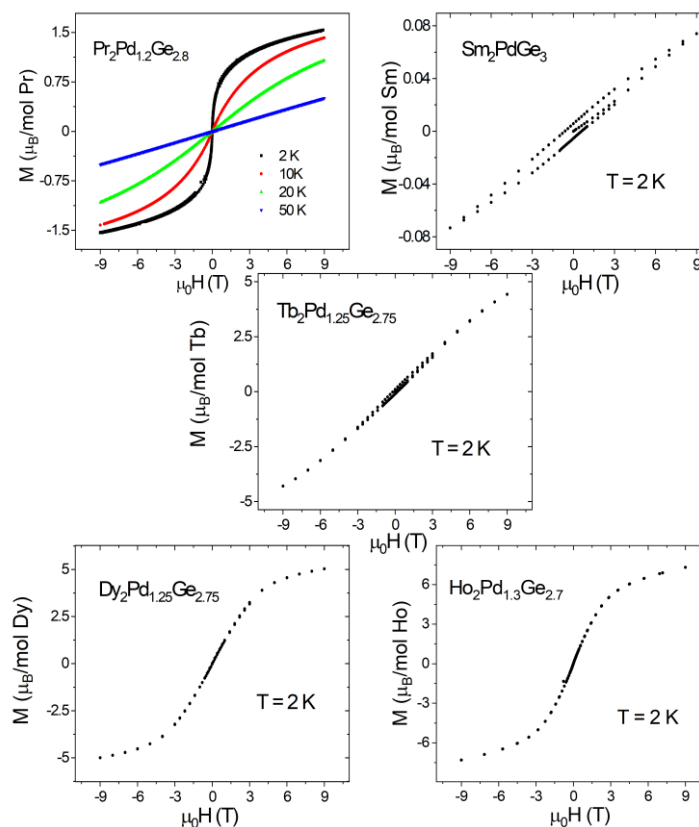 Pr2Pd1.2Ge2.8
M (μB/mol Pr)
1.5
0.75
0
-0.75
-1.5
2 K
10K
20 K
50 K
-9 -6 -3 0 3 6 9
μ0H (T)
Sm2PdGe3
M (μB/mol Sm)
0.08
0.04
0.00
-0.04
-0.08
T = 2 K
-9 -6 -3 0 3 6 9
μ0H (T)
Tb2Pd1.25Ge2.75
M (μB/mol Tb)
5
2.5
0
-2.5
-5
T = 2 K
-9 -6 -3 0 3 6 9
μ0H (T)
Dy2Pd1.25Ge2.75
M (μB/mol Dy)
5
2.5
0
-2.5
-5
T = 2 K
-9 -6 -3 0 3 6 9
μ0H (T)
Ho2Pd1.3Ge2.7
M (μB/mol Ho)
6
3
0
-3
-6
T = 2 K
-9 -6 -3 0 3 6 9
μ0H (T)